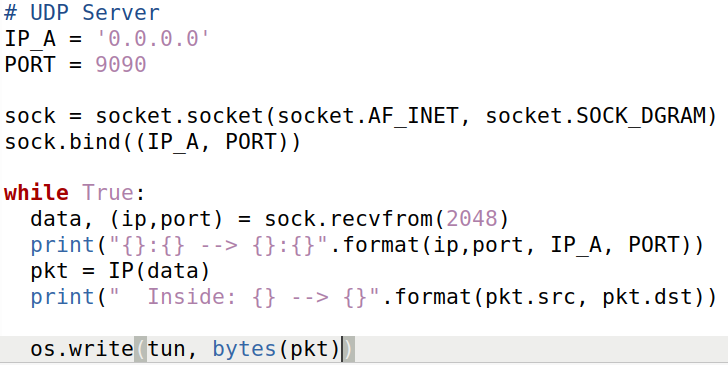 # UDP Server
IP_A = '0.0.0.0'
PORT = 9090
sock = socket.socket(socket.AF_INET, socket.SOCK_DGRAM)
sock.bind((IP_A, PORT))
while True:
  data, (ip,port) = sock.recvfrom(2048)
  print("{}:{} --> {}:{}".format(ip,port, IP_A, PORT))
  pkt = IP(data)
  print("  Inside: {} --> {}".format(pkt.src, pkt.dst))
  os.write(tun, bytes(pkt))